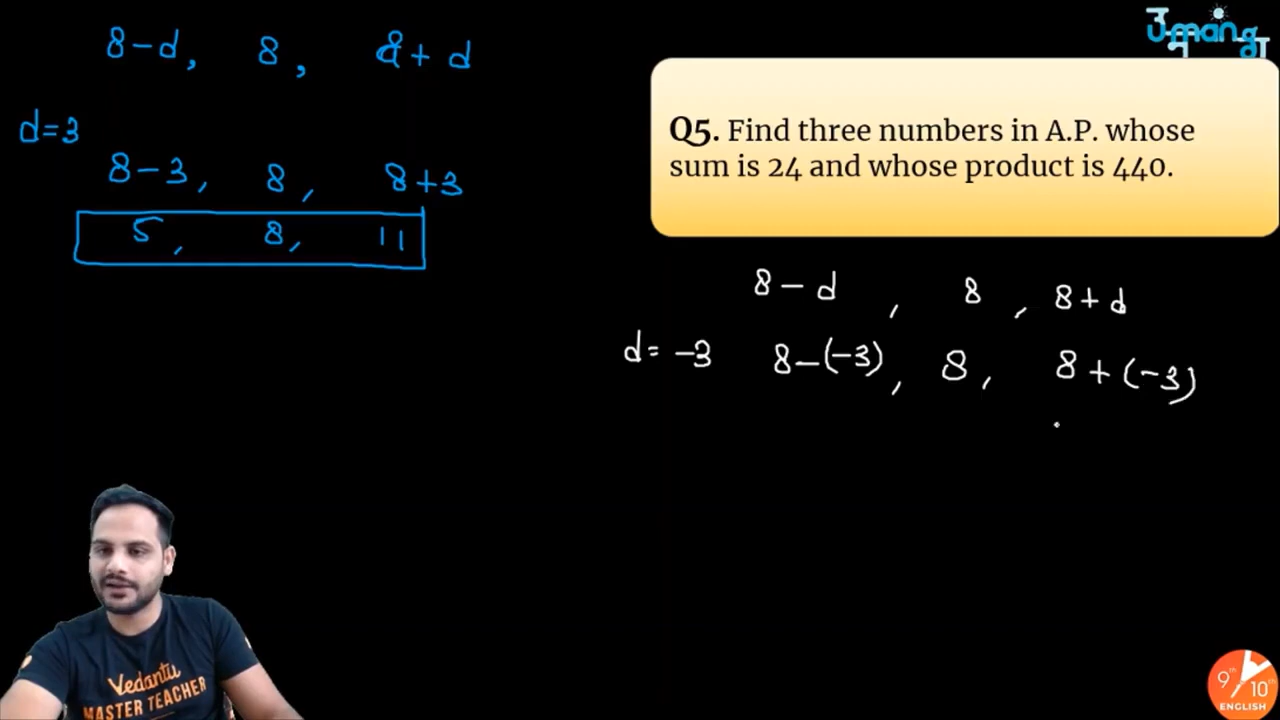 8-d, 8, 8+d
d=3
8-3, 8, 8+3
5, 8, 11
उमंग
Q5. Find three numbers in A.P. whose
sum is 24 and whose product is 440.
8-d, 8, 8+d
d=-3 8-(-3), 8, 8+(-3)
Vedantu
MASTER TEACHER
9th 10th
ENGLISH